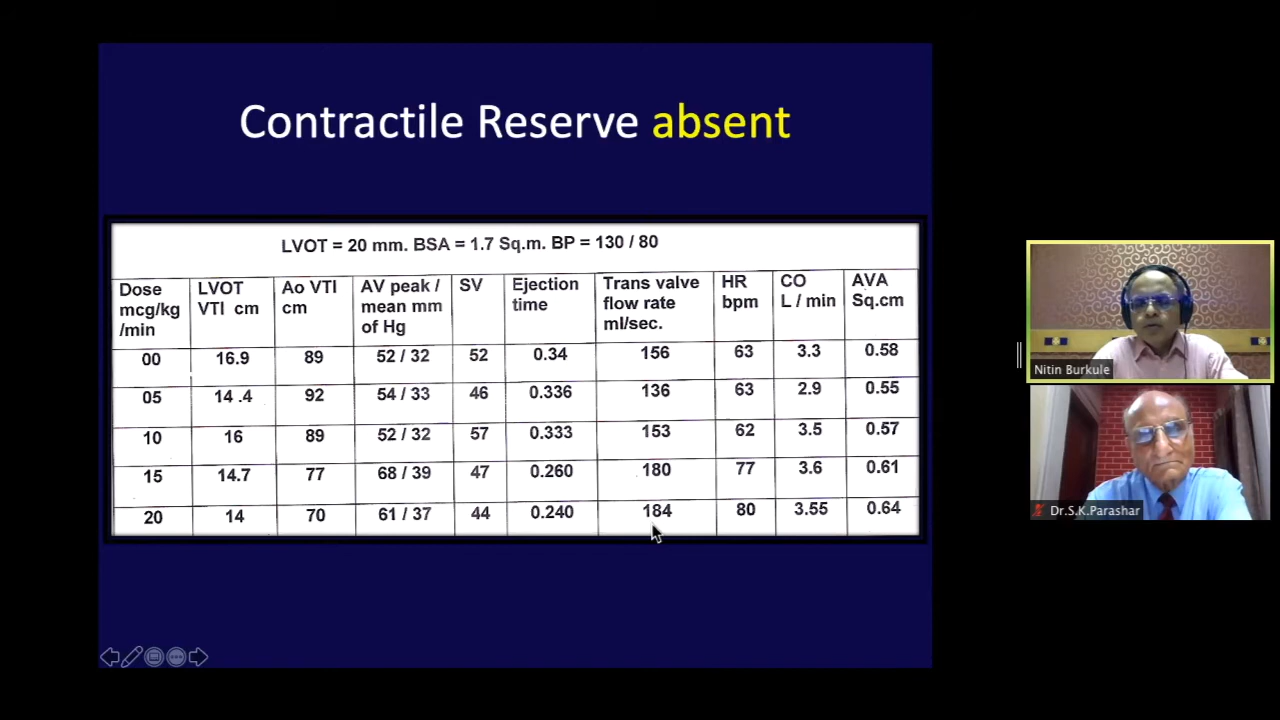 Contractile Reserve absent
LVOT = 20 mm. BSA = 1.7 Sq.m. BP = 130 / 80
Dose mcg/kg /min LVOT VTI cm Ao VTI cm AV peak / mean mm of Hg SV Ejection time Trans valve flow rate ml/sec. HR bpm CO L / min AVA Sq.cm
00 16.9 89 52 / 32 52 0.34 156 63 3.3 0.58
05 14 .4 92 54 / 33 46 0.336 136 63 2.9 0.55
10 16 89 52 / 32 57 0.333 153 62 3.5 0.57
15 14.7 77 68 / 39 47 0.260 180 77 3.6 0.61
20 14 70 61 / 37 44 0.240 184 80 3.55 0.64
Nitin Burkule
Dr.S.K.Parashar